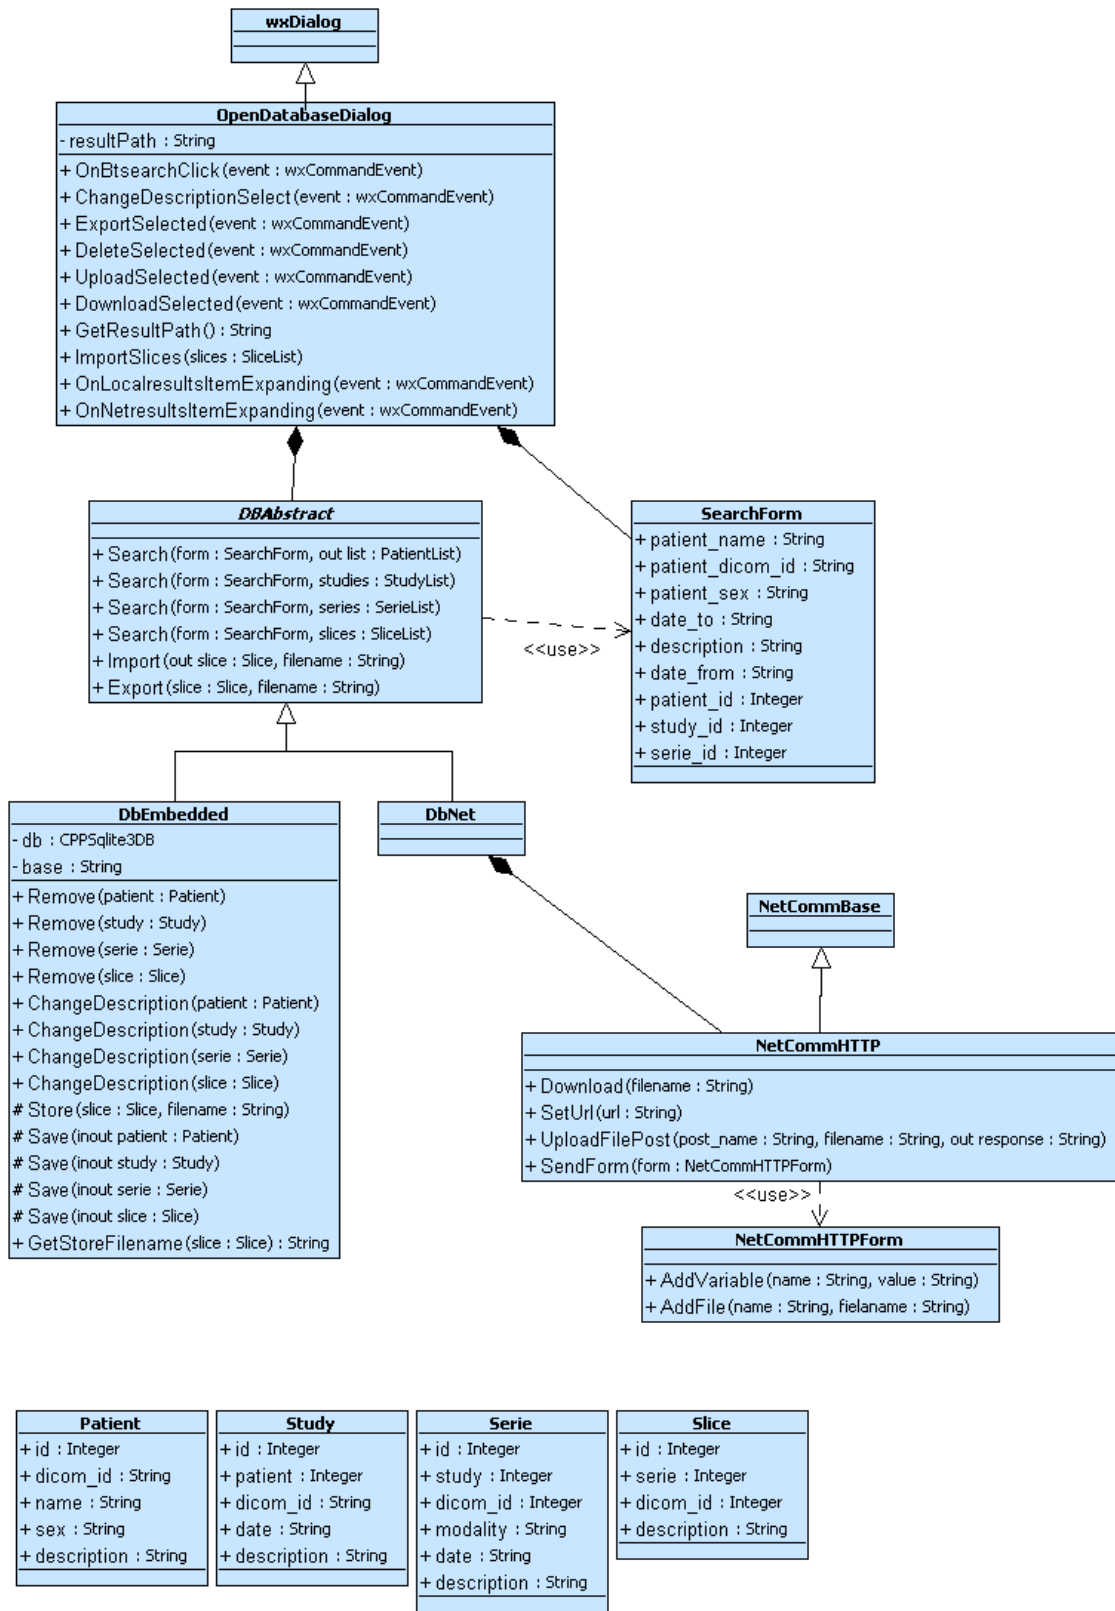 wxDialog
OpenDatabaseDialog
- resultPath : String
+ OnBtsearchClick(event : wxCommandEvent)
+ ChangeDescriptionSelect(event : wxCommandEvent)
+ ExportSelected(event : wxCommandEvent)
+ DeleteSelected(event : wxCommandEvent)
+ UploadSelected(event : wxCommandEvent)
+ DownloadSelected(event : wxCommandEvent)
+ GetResultPath() : String
+ ImportSlices(slices : SliceList)
+ OnLocalresultsItemExpanding(event : wxCommandEvent)
+ OnNetresultsItemExpanding(event : wxCommandEvent)
DBAbstract
+ Search(form : SearchForm, out list : PatientList)
+ Search(form : SearchForm, studies : StudyList)
+ Search(form : SearchForm, series : SerieList)
+ Search(form : SearchForm, slices : SliceList)
+ Import(out slice : Slice, filename : String)
+ Export(slice : Slice, filename : String)
<<use>>
SearchForm
+ patient_name : String
+ patient_dicom_id : String
+ patient_sex : String
+ date_to : String
+ description : String
+ date_from : String
+ patient_id : Integer
+ study_id : Integer
+ serie_id : Integer
DbEmbedded
- db : CPPSqlite3DB
- base : String
+ Remove(patient : Patient)
+ Remove(study : Study)
+ Remove(serie : Serie)
+ Remove(slice : Slice)
+ ChangeDescription(patient : Patient)
+ ChangeDescription(study : Study)
+ ChangeDescription(serie : Serie)
+ ChangeDescription(slice : Slice)
# Store(slice : Slice, filename : String)
# Save(inout patient : Patient)
# Save(inout study : Study)
# Save(inout serie : Serie)
# Save(inout slice : Slice)
+ GetStoreFilename(slice : Slice) : String
DbNet
NetCommBase
NetCommHTTP
+ Download(filename : String)
+ SetUrl(url : String)
+ UploadFilePost(post_name : String, filename : String, out response : String)
+ SendForm(form : NetCommHTTPForm)
<<use>>
NetCommHTTPForm
+ AddVariable(name : String, value : String)
+ AddFile(name : String, fielaname : String)
Patient
+ id : Integer
+ dicom_id : String
+ name : String
+ sex : String
+ description : String
Study
+ id : Integer
+ patient : Integer
+ dicom_id : String
+ date : String
+ description : String
Serie
+ id : Integer
+ study : Integer
+ dicom_id : Integer
+ modality : String
+ date : String
+ description : String
Slice
+ id : Integer
+ serie : Integer
+ dicom_id : Integer
+ description : String